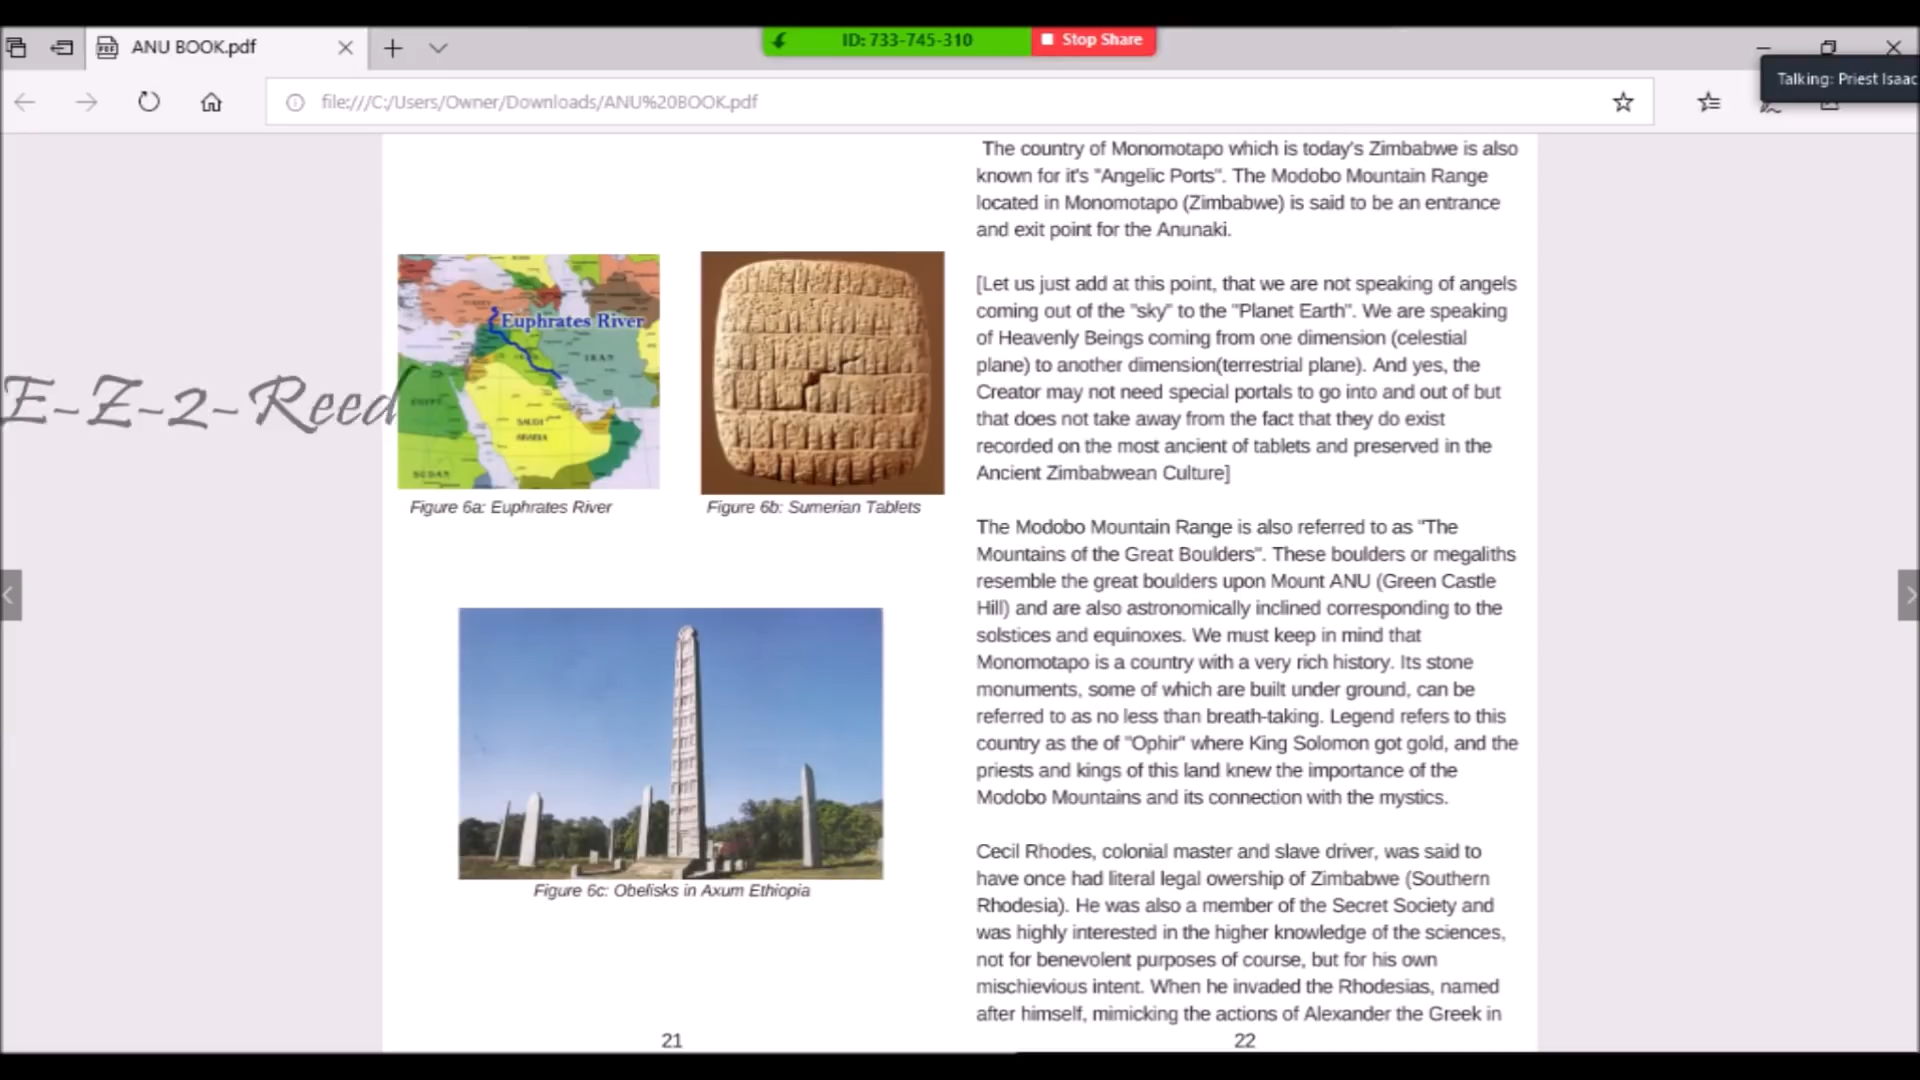 ANU BOOK.pdf
ID: 733-745-310
Stop Share
Talking: Priest Isaac
file:///C:/Users/Owner/Downloads/ANU%20BOOK.pdf
E-Z-2-Reed
TURKEY
Euphrates River
IRAN
EGYPT
SAUDI
ARABIA
SUDAN
Figure 6a: Euphrates River
Figure 6b: Sumerian Tablets
Figure 6c: Obelisks in Axum Ethiopia
21
The country of Monomotapo which is today's Zimbabwe is also
known for it's "Angelic Ports". The Modobo Mountain Range
located in Monomotapo (Zimbabwe) is said to be an entrance
and exit point for the Anunaki.
[Let us just add at this point, that we are not speaking of angels
coming out of the "sky" to the "Planet Earth". We are speaking
of Heavenly Beings coming from one dimension (celestial
plane) to another dimension(terrestrial plane). And yes, the
Creator may not need special portals to go into and out of but
that does not take away from the fact that they do exist
recorded on the most ancient of tablets and preserved in the
Ancient Zimbabwean Culture]
The Modobo Mountain Range is also referred to as "The
Mountains of the Great Boulders". These boulders or megaliths
resemble the great boulders upon Mount ANU (Green Castle
Hill) and are also astronomically inclined corresponding to the
solstices and equinoxes. We must keep in mind that
Monomotapo is a country with a very rich history. Its stone
monuments, some of which are built under ground, can be
referred to as no less than breath-taking. Legend refers to this
country as the of "Ophir" where King Solomon got gold, and the
priests and kings of this land knew the importance of the
Modobo Mountains and its connection with the mystics.
Cecil Rhodes, colonial master and slave driver, was said to
have once had literal legal owership of Zimbabwe (Southern
Rhodesia). He was also a member of the Secret Society and
was highly interested in the higher knowledge of the sciences,
not for benevolent purposes of course, but for his own
mischievious intent. When he invaded the Rhodesias, named
after himself, mimicking the actions of Alexander the Greek in
22